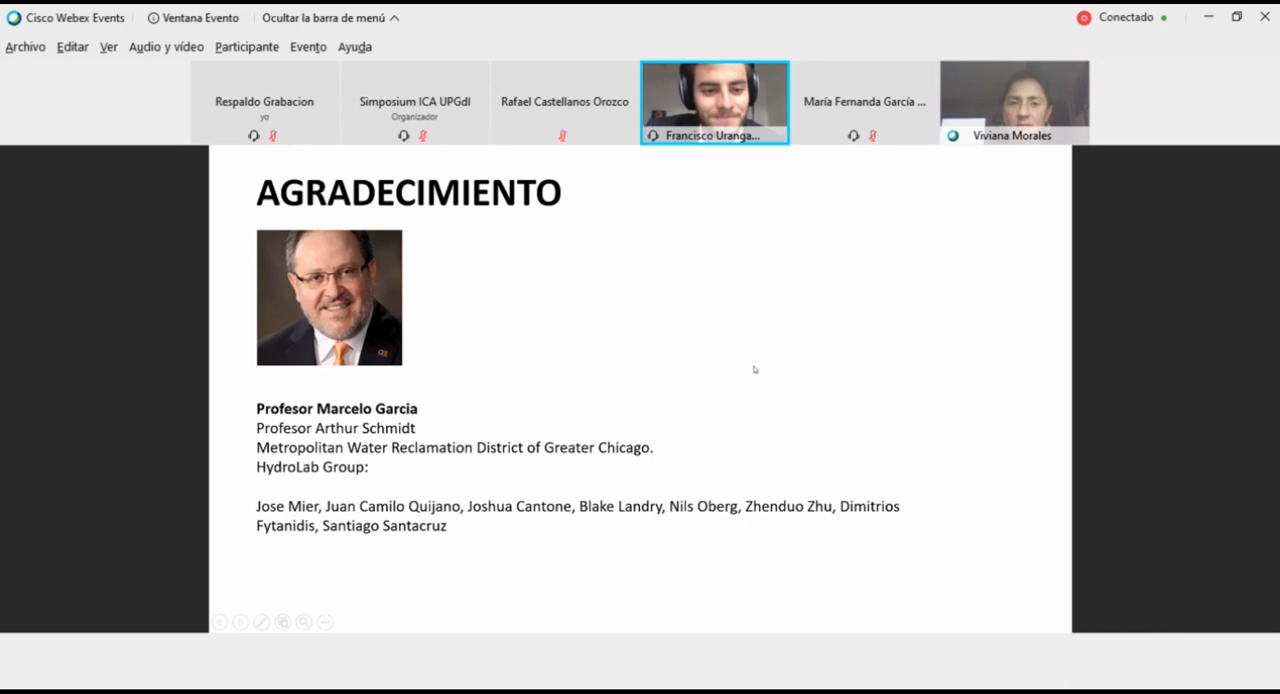 Cisco Webex Events
Ventana Evento
Ocultar la barra de menú
Conectado
Archivo Editar Ver Audio y vídeo Participante Evento Ayuda
Respaldo Grabacion
yo
Simposium ICA UPGdl
Organizador
Rafael Castellanos Orozco
Francisco Uranga...
María Fernanda García ...
Viviana Morales
AGRADECIMIENTO
Profesor Marcelo Garcia
Profesor Arthur Schmidt
Metropolitan Water Reclamation District of Greater Chicago.
HydroLab Group:
Jose Mier, Juan Camilo Quijano, Joshua Cantone, Blake Landry, Nils Oberg, Zhenduo Zhu, Dimitrios
Fytanidis, Santiago Santacruz